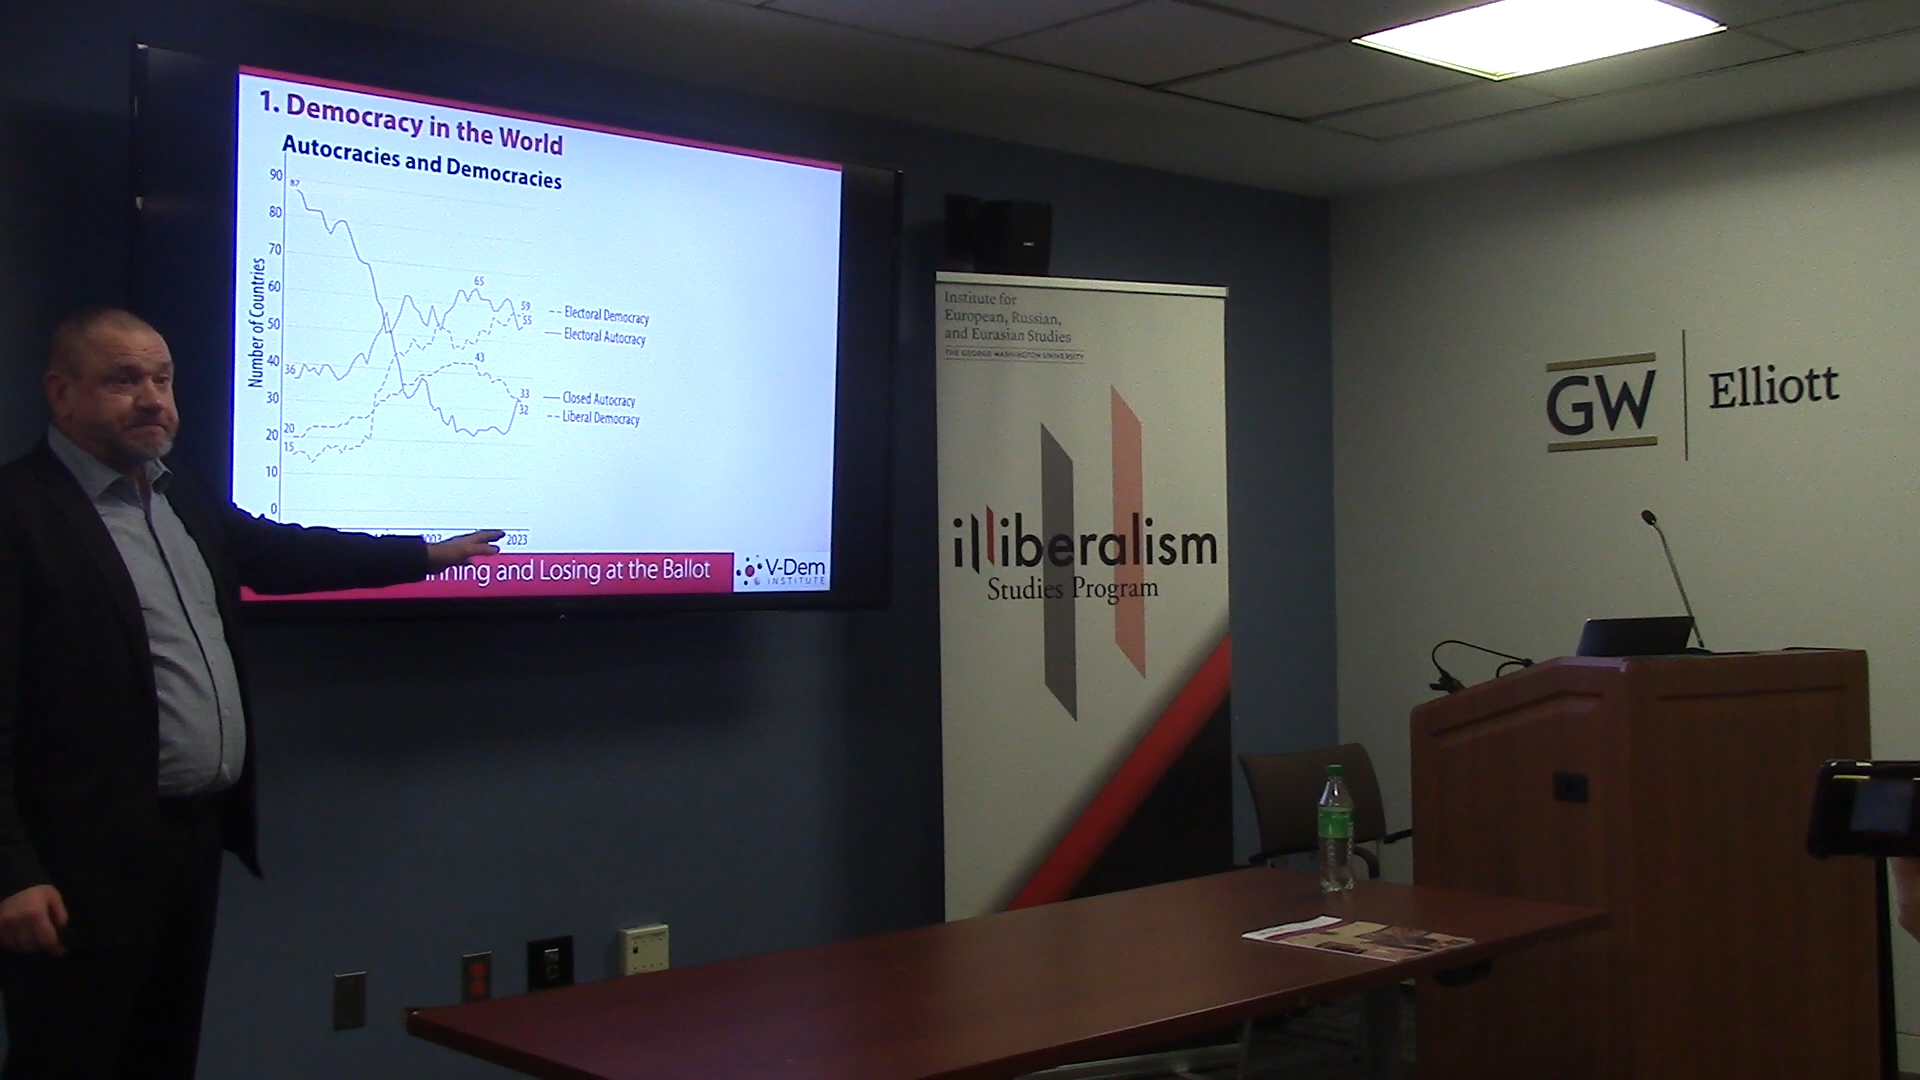 1. Democracy in the World
Autocracies and Democracies
Number of Countries
90
80
70
60
50
40
30
20
10
0
87
36
20
15
65
59
55
43
33
32
Electoral Democracy
Electoral Autocracy
Closed Autocracy
Liberal Democracy
2023
and Losing at the Ballot
V-Dem
INSTITUTE
Institute for
European, Russian,
and Eurasian Studies
THE GEORGE WASHINGTON UNIVERSITY
illiberalism
Studies Program
GW
Elliott